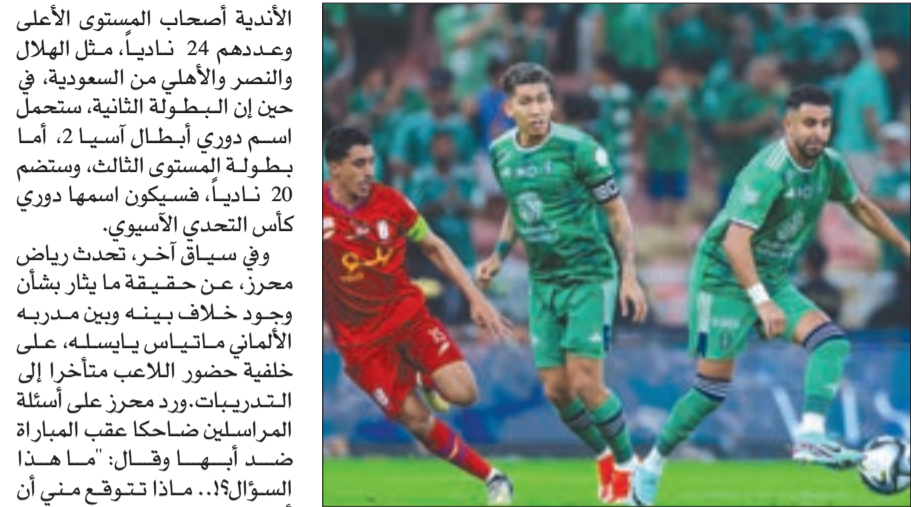 الأندية أصحاب المستوى الأعلى
وعددهم 24 نادياً، مثل الهلال
والنصر والأهلي من السعودية، في
حين إن البطولة الثانية، ستحمل
اسم دوري أبطال آسيا 2، أما
بطولة المستوى الثالث، وستضم
20 نادياً، فسيكون اسمها دوري
كأس التحدي الآسيوي.
وفي سياق آخر، تحدث رياض
محرز، عن حقيقة ما يثار بشأن
وجود خلاف بينه وبين مدربه
الألماني ماتياس يايسله، على
خلفية حضور اللاعب متأخرا إلى
التدريبات.ورد محرز على أسئلة
المراسلين ضاحكا عقب المباراة
ضد أبها وقال: "ما هذا
السؤال؟!.. ماذا تتوقع مني أن